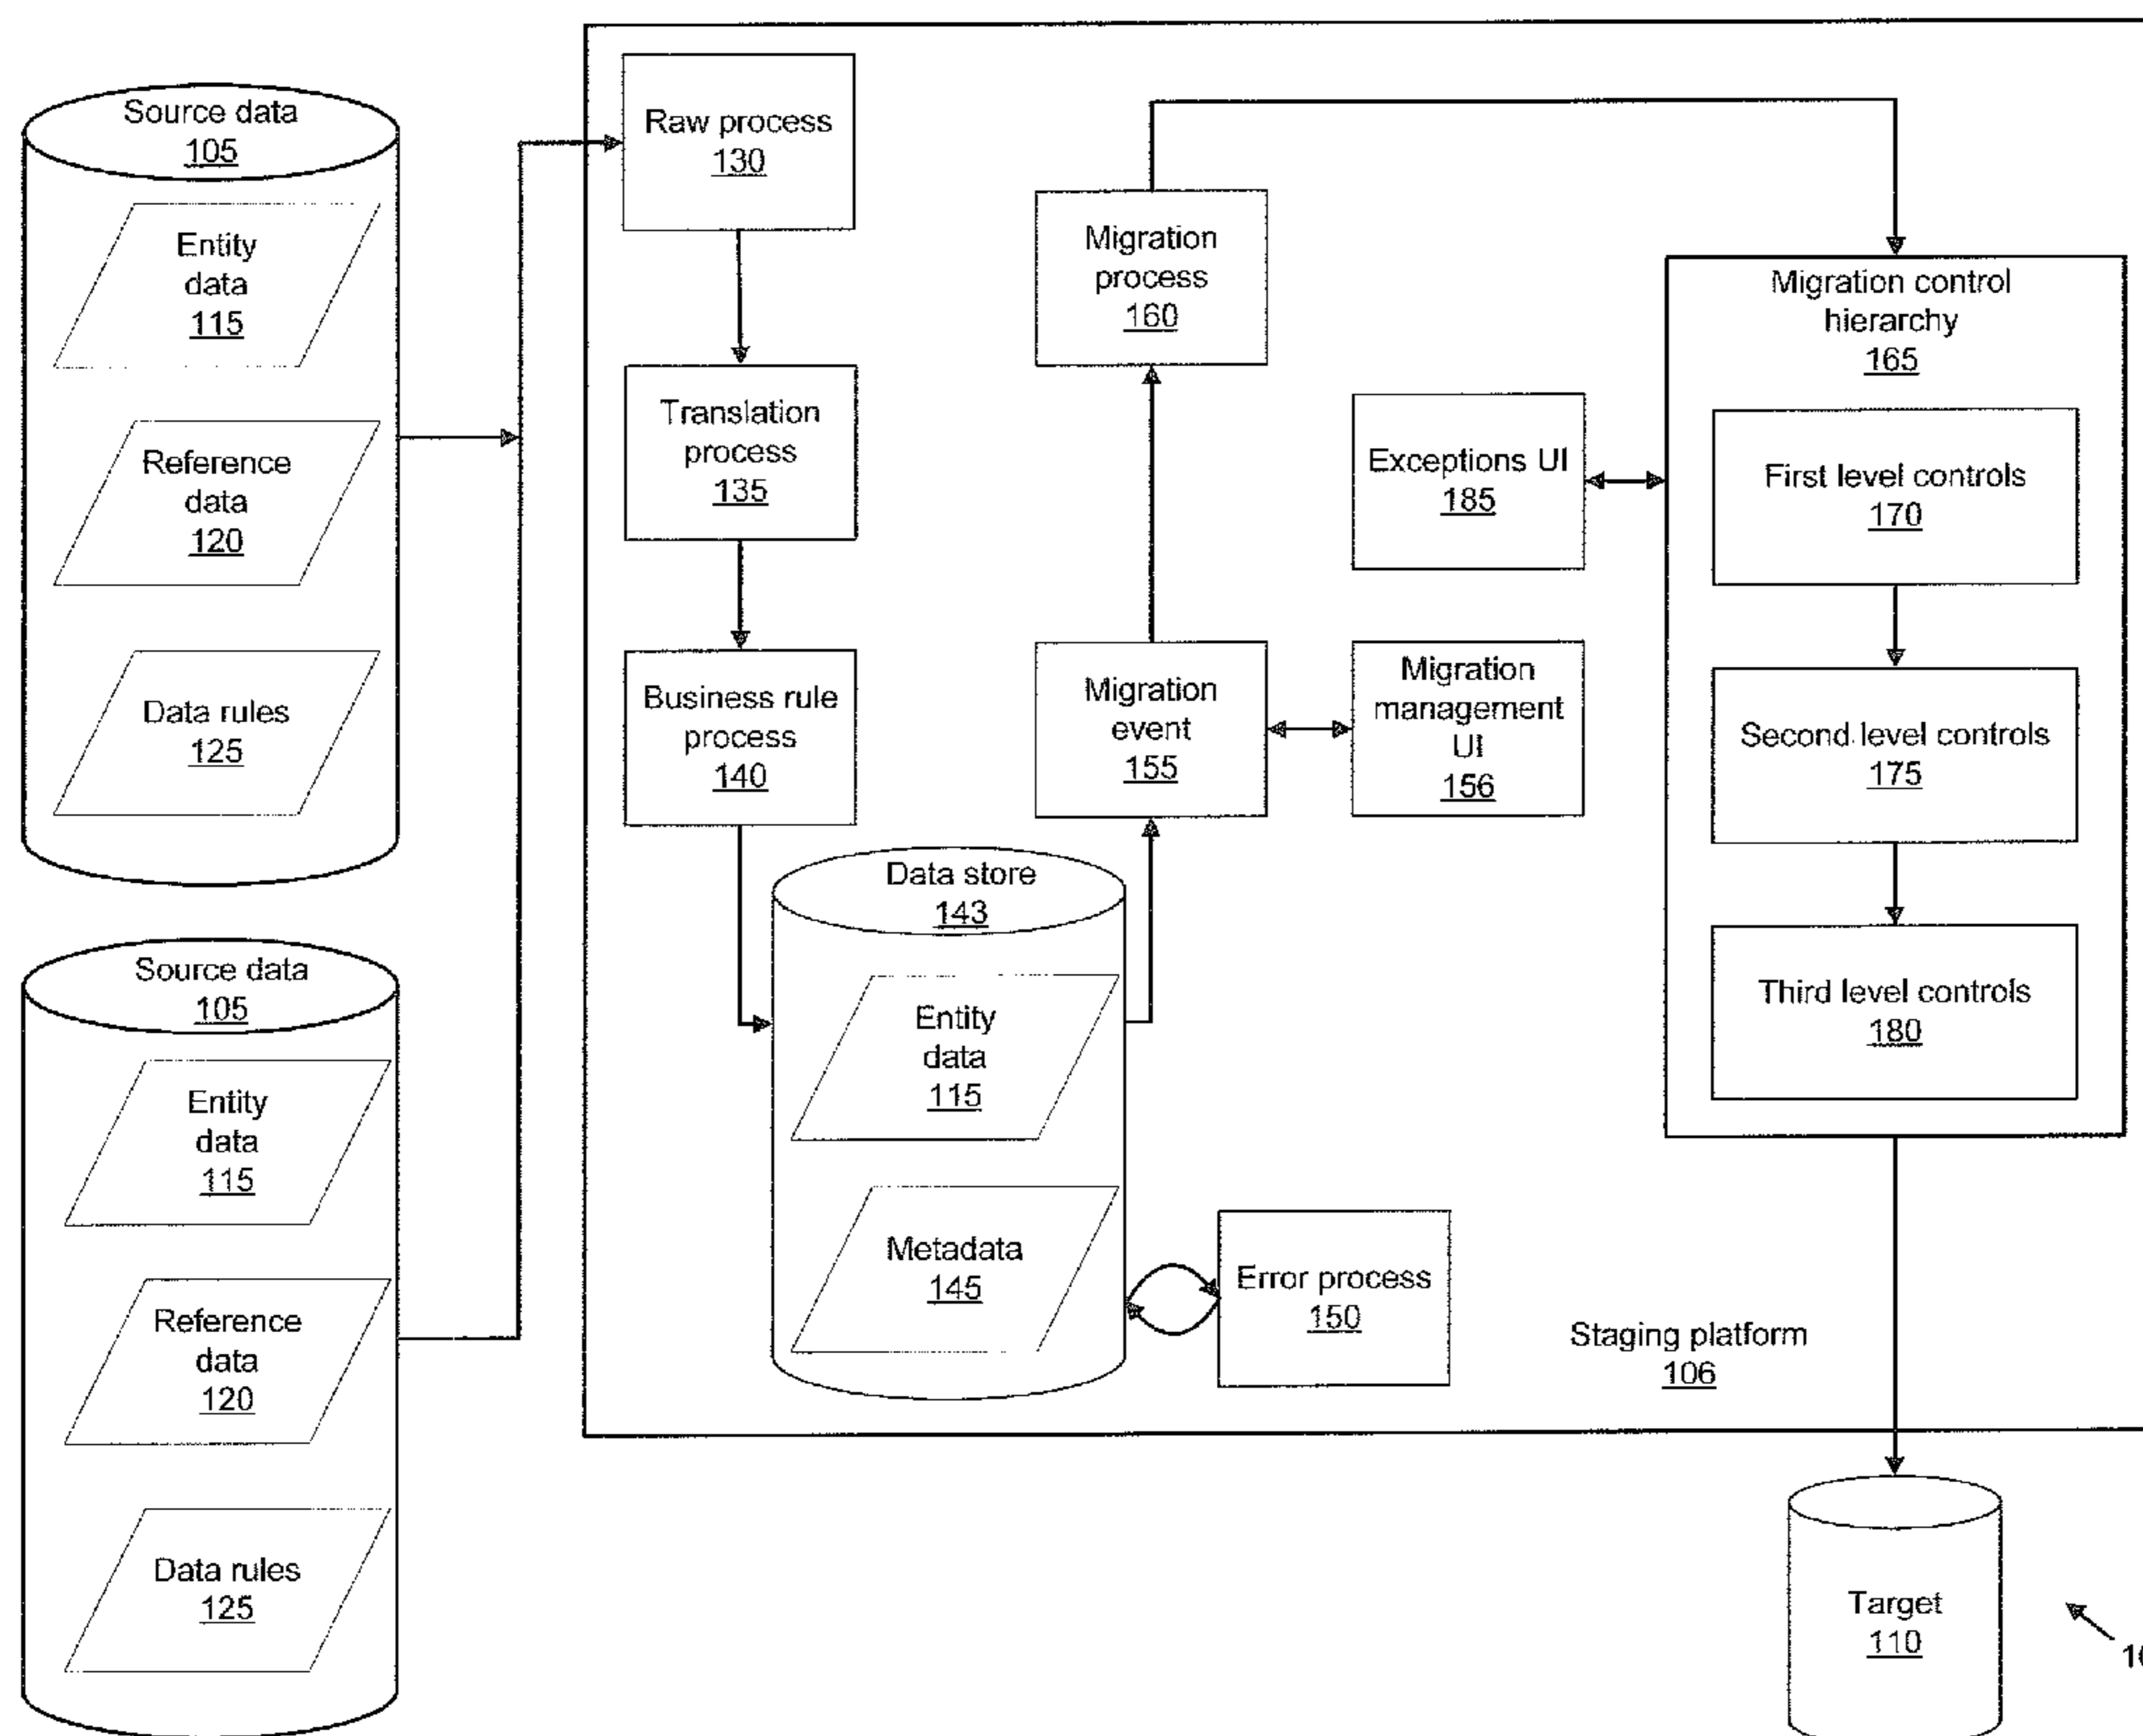 Source data
105
Entity
data
115
Reference
data
120
Data rules
125
Source data
105
Entity
data
115
Reference
data
120
Data rules
125
Raw process
130
Translation
process
135
Business rule
process
140
Data store
143
Entity
data
115
Metadata
145
Error process
150
Migration
process
160
Migration
event
155
Migration
management
UI
156
Exceptions UI
185
Migration control
hierarchy
165
First level controls
170
Second level controls
175
Third level controls
180
Staging platform
106
Target
110